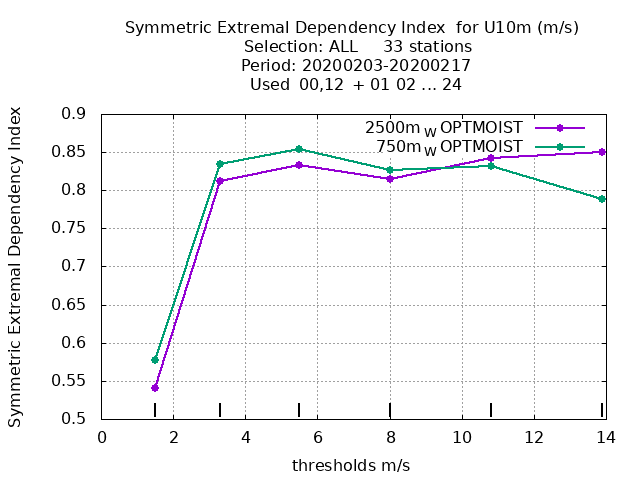 Symmetric Extremal Dependency Index  for U10m (m/s)
Selection: ALL     33 stations
Period: 20200203-20200217
Used  00,12  + 01 02 ... 24
Symmetric Extremal Dependency Index
0.9
0.85
0.8
0.75
0.7
0.65
0.6
0.55
0.5
2500m_W OPTMOIST
750m_W OPTMOIST
0 2 4 6 8 10 12 14
thresholds m/s